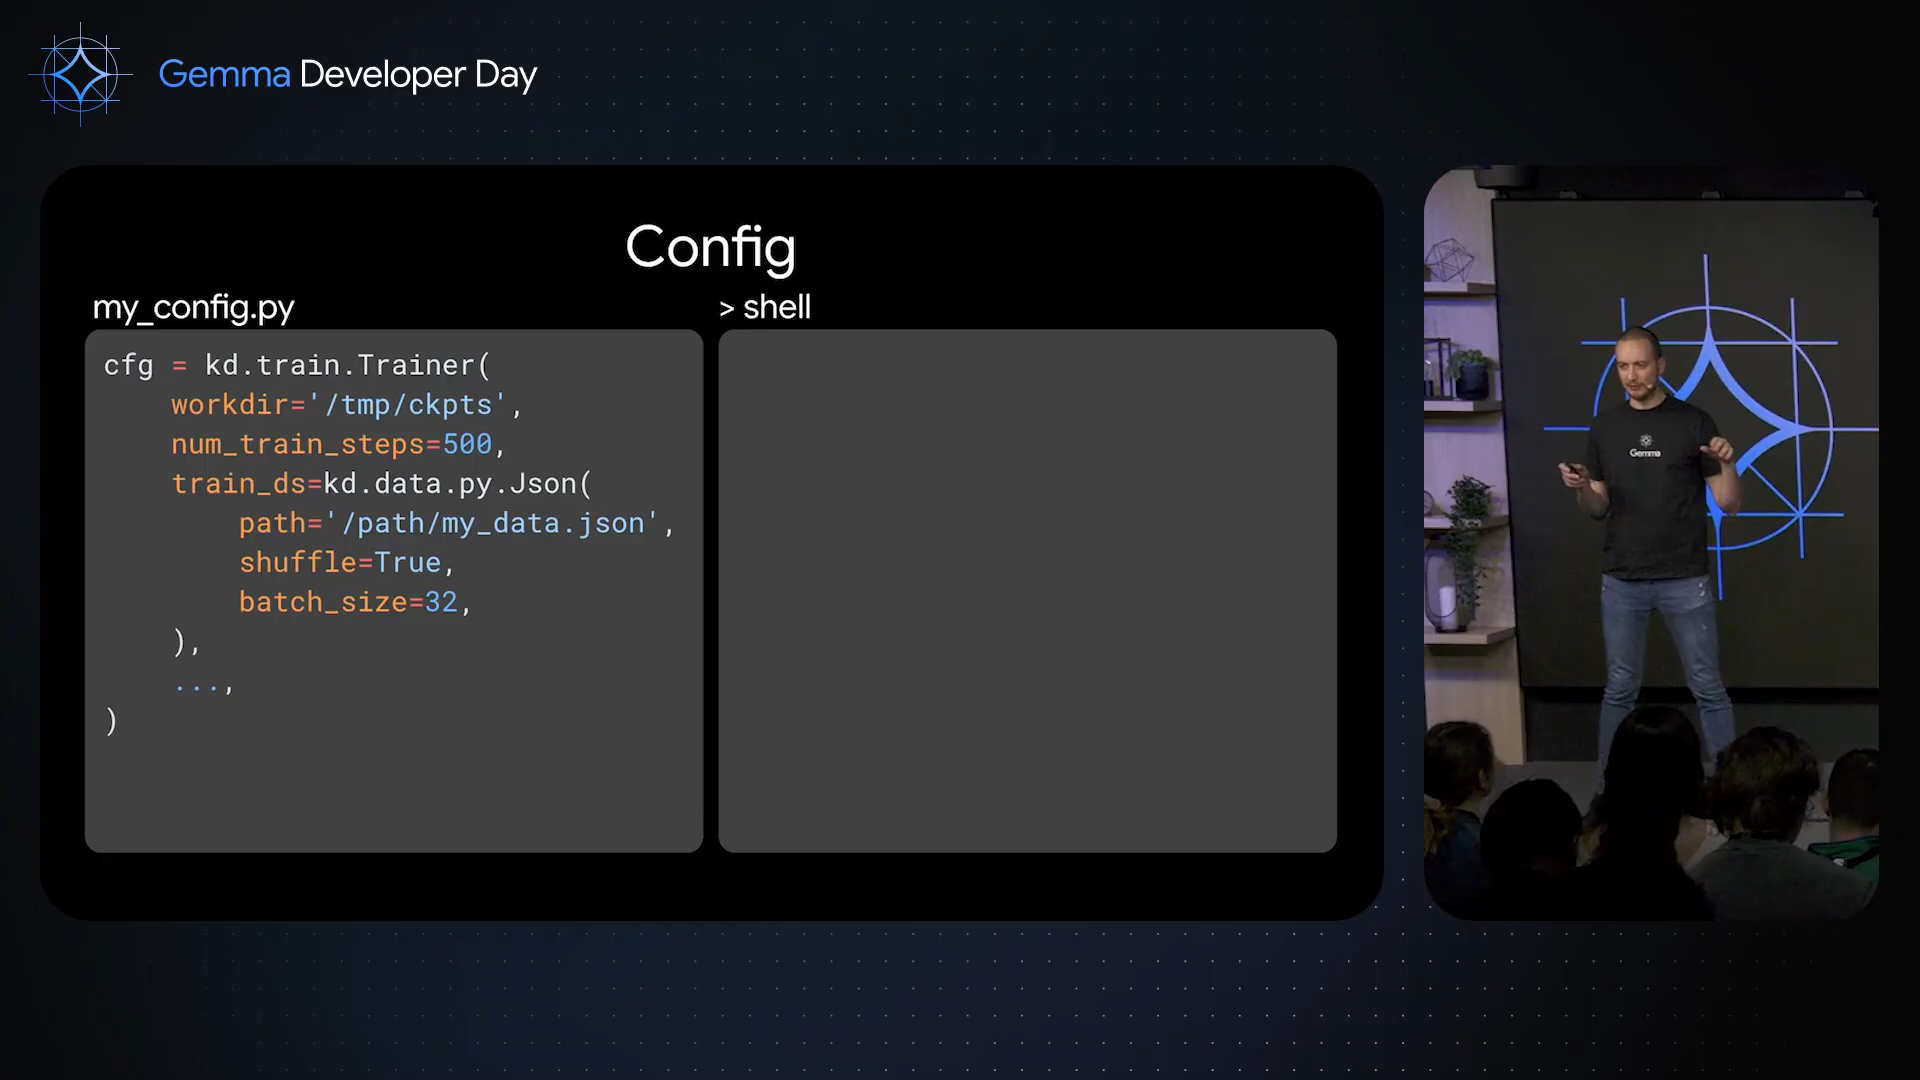 Gemma Developer Day
Config
my_config.py
cfg = kd.train.Trainer(
    workdir='/tmp/ckpts',
    num_train_steps=500,
    train_ds=kd.data.py.Json(
        path='/path/my_data.json',
        shuffle=True,
        batch_size=32,
    ),
    ...,
)
> shell
Gemma